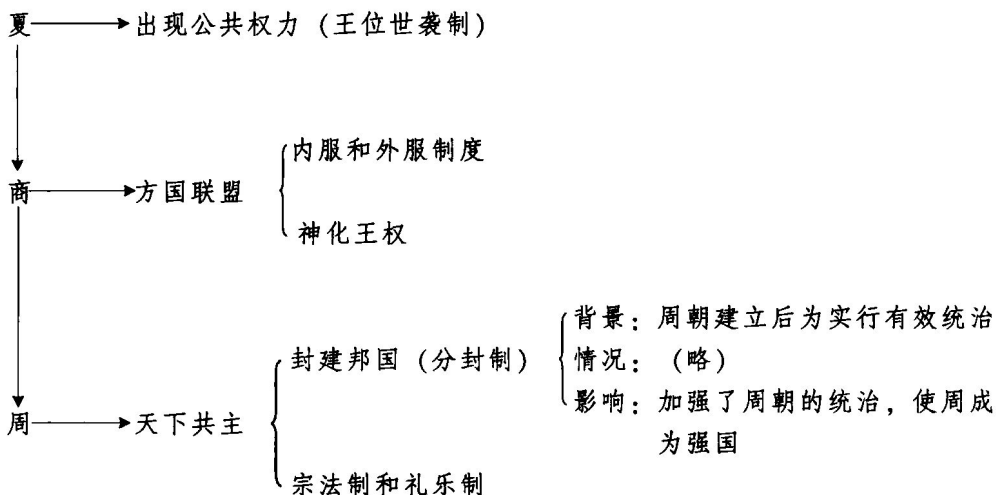 夏 出现公共权力（王位世袭制）
内服和外服制度
商 方国联盟
神化王权
背景：周朝建立后为实行有效统治
封建邦国（分封制） 情况：（略）
影响：加强了周朝的统治，使周成
周 天下共主
为强国
宗法制和礼乐制